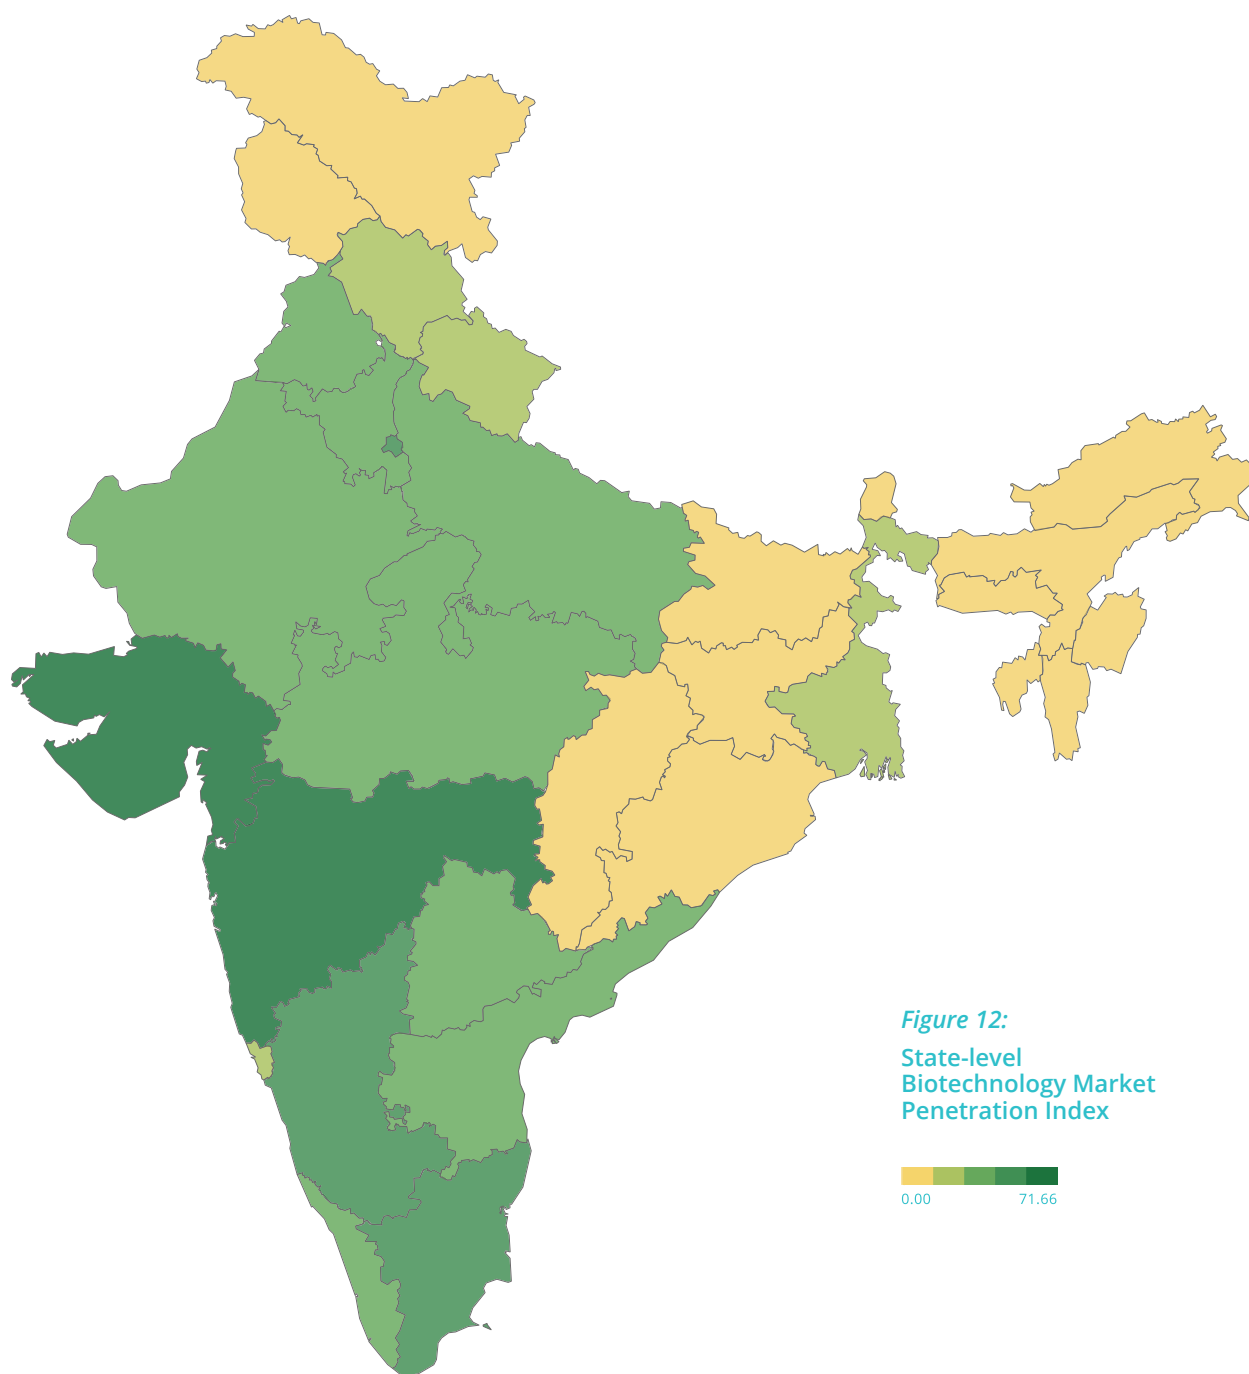 Figure 12:
State-level
Biotechnology Market
Penetration Index
0.00 71.66